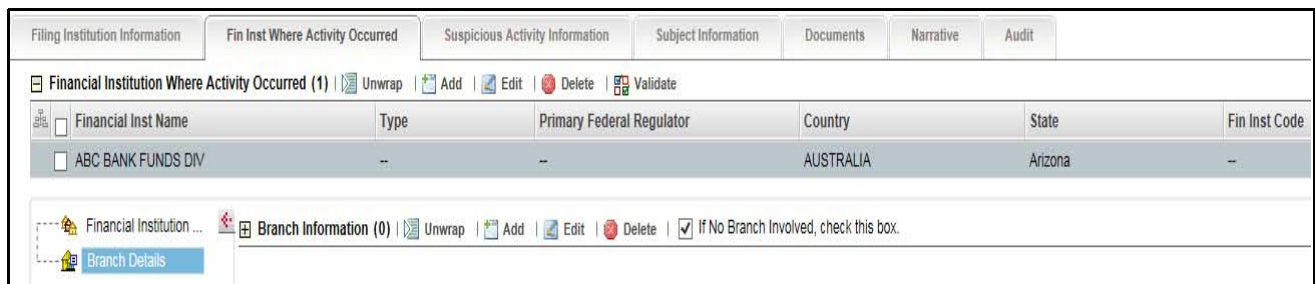 Filing Institution Information Fin Inst Where Activity Occurred Suspicious Activity Information Subject Information Documents Narrative Audit
Financial Institution Where Activity Occurred (1) | Unwrap | Add | Edit | Delete | Validate
Financial Inst Name Type Primary Federal Regulator Country State Fin Inst Code
ABC BANK FUNDS DIV -- -- AUSTRALIA Arizona --
Financial Institution ... Branch Information (0) | Unwrap | Add | Edit | Delete | If No Branch Involved, check this box.
Branch Details